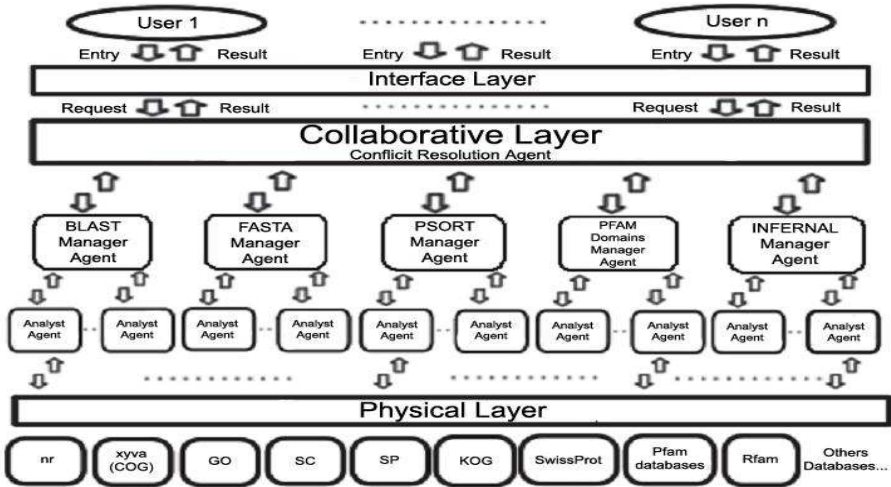 User 1
User n
Entry Result Entry Result Entry Result
Interface Layer
Request Result Request Result
Collaborative Layer
Conflicit Resolution Agent
BLAST
Manager
Agent
FASTA
Manager
Agent
PSORT
Manager
Agent
PFAM
Domains
Manager
Agent
INFERNAL
Manager
Agent
Analyst
Agent
Analyst
Agent
Analyst
Agent
Analyst
Agent
Analyst
Agent
Analyst
Agent
Analyst
Agent
Analyst
Agent
Analyst
Agent
Analyst
Agent
Physical Layer
nr
xyva
(COG)
GO
SC
SP
KOG
SwissProt
Pfam
databases
Rfam
Others
Databases...